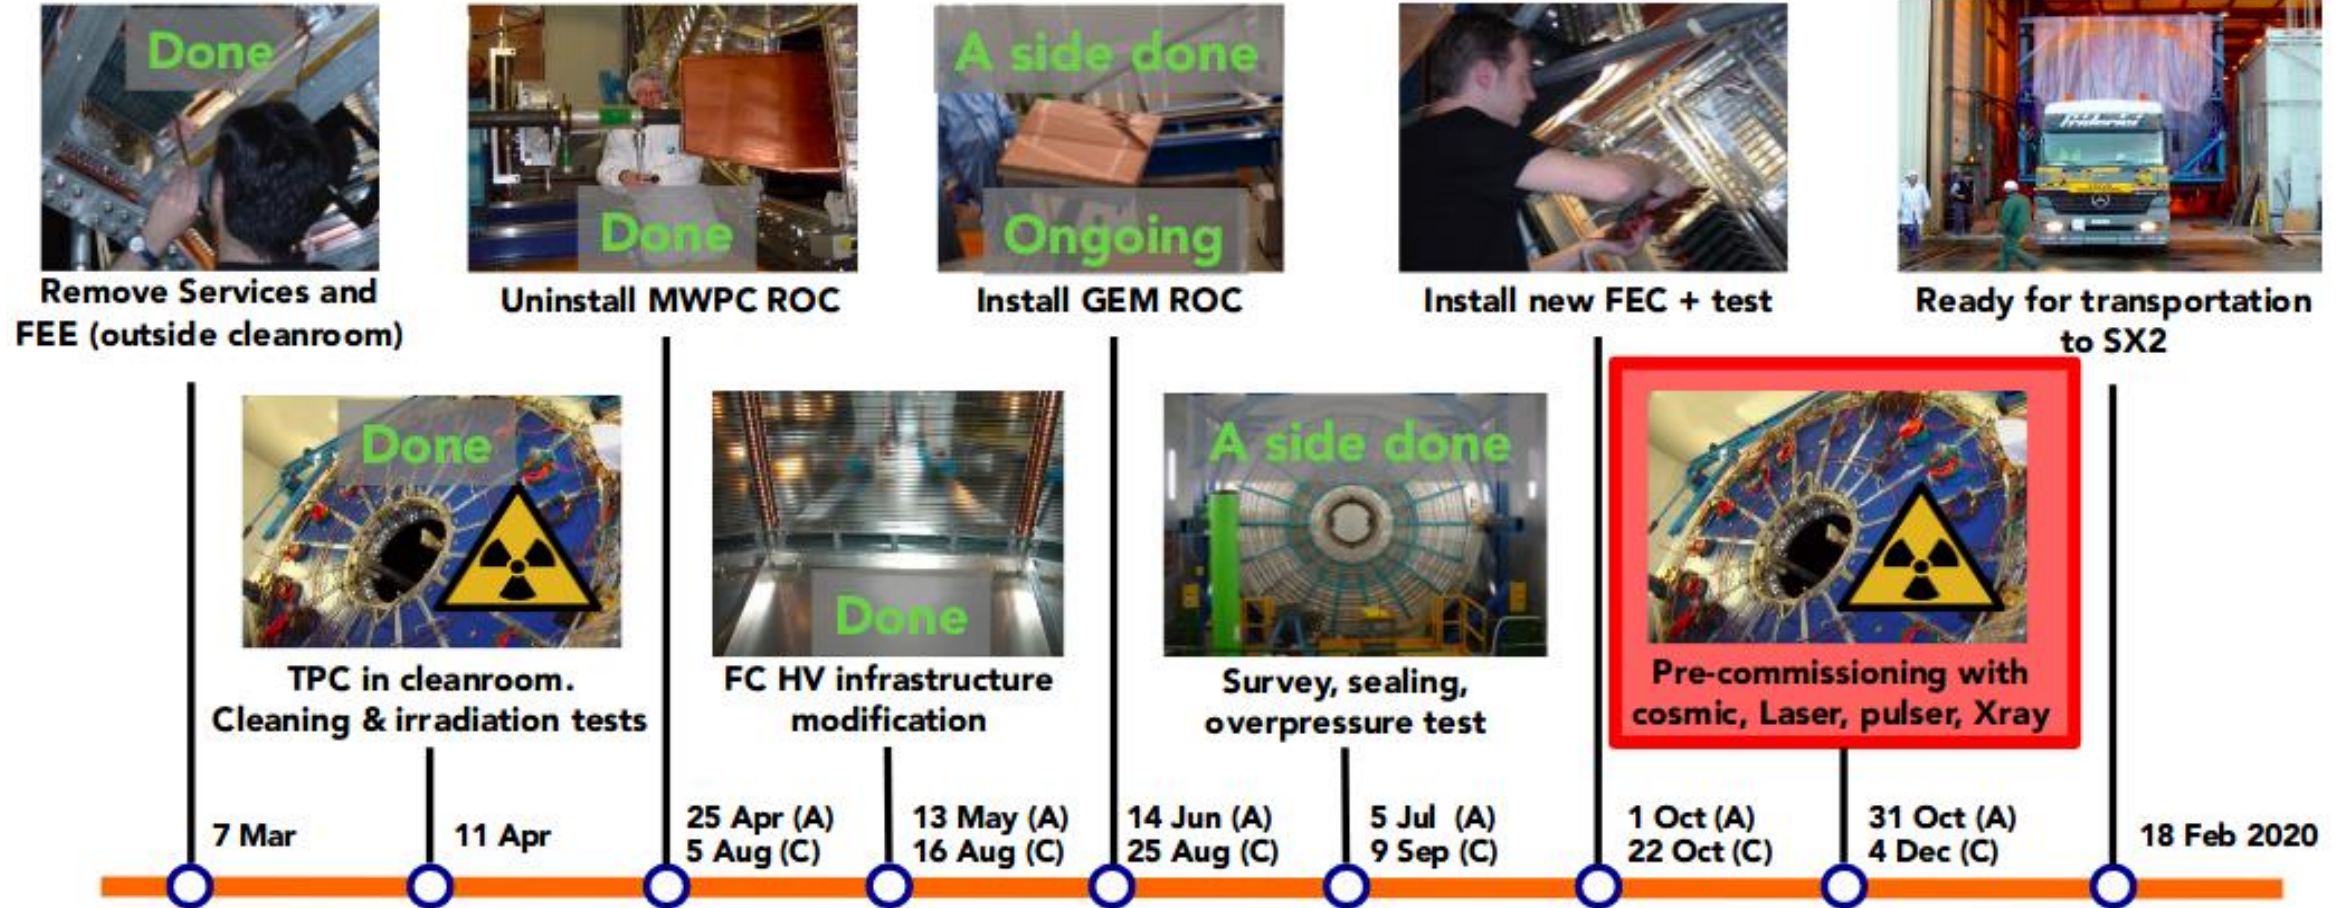 Done
Remove Services and
FEE (outside cleanroom)
Done
Uninstall MWPC ROC
A side done
Ongoing
Install GEM ROC
Install new FEC + test
Ready for transportation
to SX2
Done
TPC in cleanroom.
Cleaning & irradiation tests
Done
FC HV infrastructure
modification
A side done
Survey, sealing,
overpressure test
Pre-commissioning with
cosmic, Laser, pulser, Xray
7 Mar
11 Apr
25 Apr (A)
5 Aug (C)
13 May (A)
16 Aug (C)
14 Jun (A)
25 Aug (C)
5 Jul (A)
9 Sep (C)
1 Oct (A)
22 Oct (C)
31 Oct (A)
4 Dec (C)
18 Feb 2020